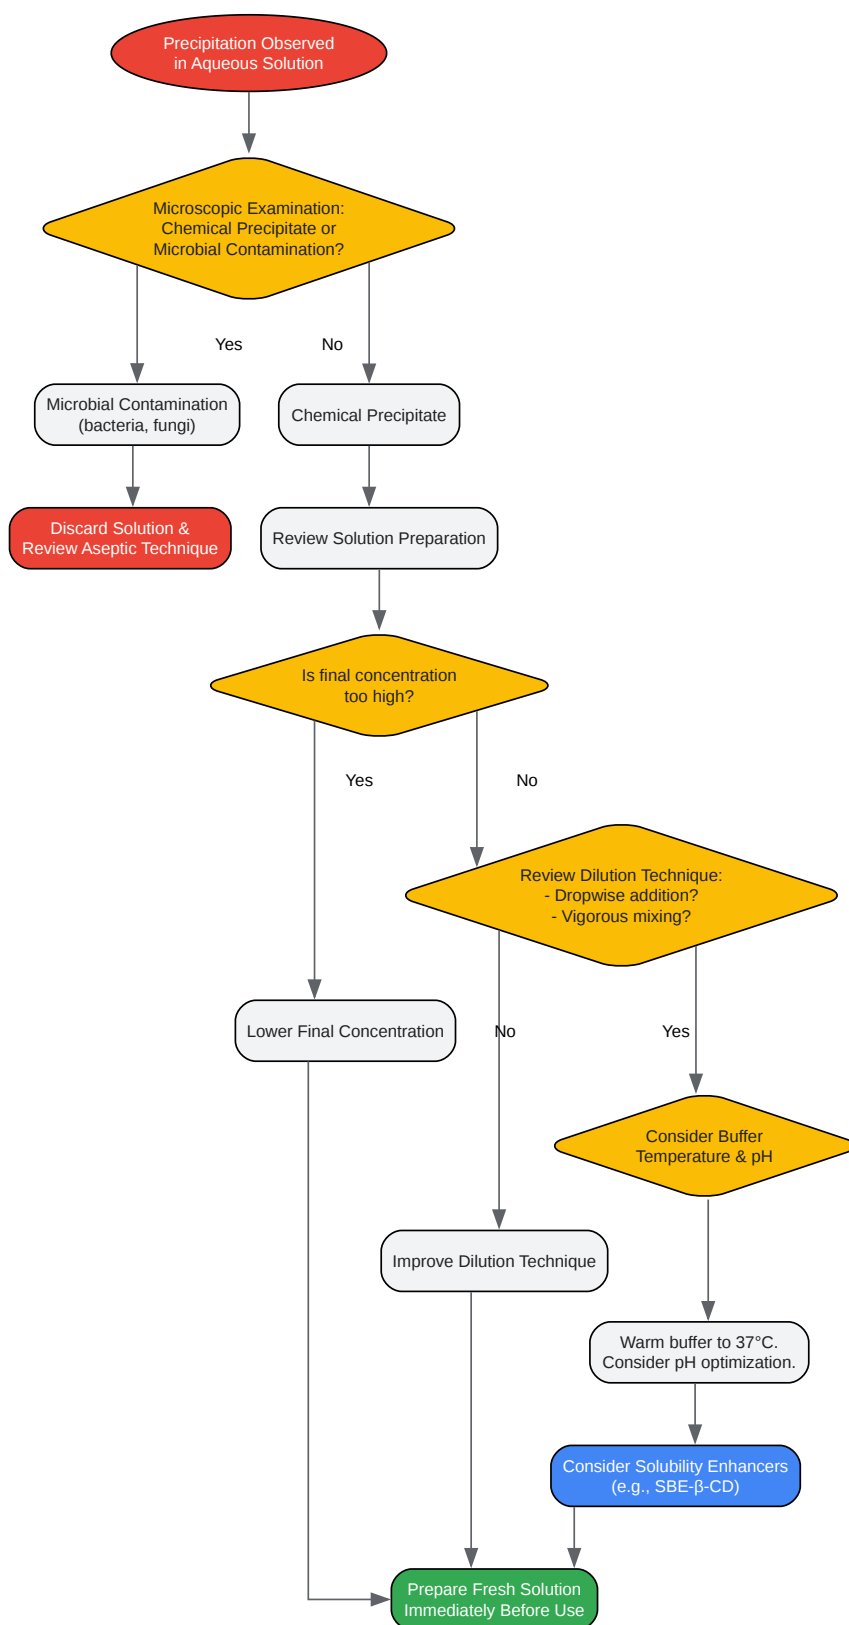 Precipitation Observed
in Aqueous Solution
Microscopic Examination:
Chemical Precipitate or
Microbial Contamination?
Yes
No
Microbial Contamination
(bacteria, fungi)
Chemical Precipitate
Discard Solution &
Review Aseptic Technique
Review Solution Preparation
Is final concentration
too high?
Yes
No
Review Dilution Technique:
- Dropwise addition?
- Vigorous mixing?
Lower Final Concentration
No
Yes
Consider Buffer
Temperature & pH
Improve Dilution Technique
Warm buffer to 37°C.
Consider pH optimization.
Consider Solubility Enhancers
(e.g., SBE-β-CD)
Prepare Fresh Solution
Immediately Before Use